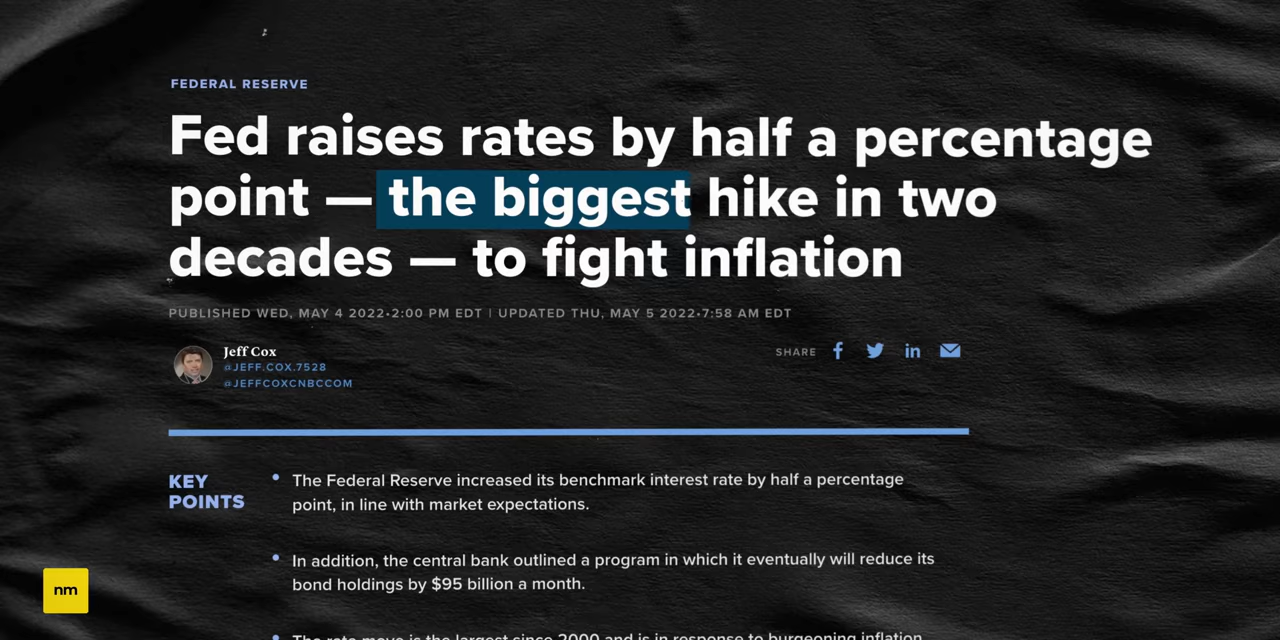 FEDERAL RESERVE
Fed raises rates by half a percentage
point — the biggest hike in two
decades — to fight inflation
PUBLISHED WED, MAY 4 2022•2:00 PM EDT | UPDATED THU, MAY 5 2022•7:58 AM EDT
Jeff Cox
@JEFF.COX.7528
@JEFFCOXCNBCCOM
SHARE
KEY
POINTS
The Federal Reserve increased its benchmark interest rate by half a percentage
point, in line with market expectations.
In addition, the central bank outlined a program in which it eventually will reduce its
bond holdings by $95 billion a month.
The rate move is the largest since 2000 and is in response to burgeoning inflation
nm